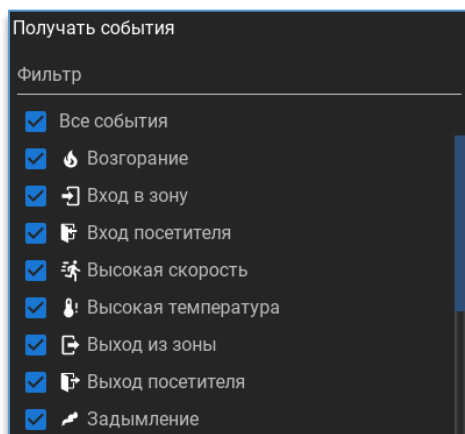 Получать события
Фильтр
Все события
Возгорание
Вход в зону
Вход посетителя
Высокая скорость
Высокая температура
Выход из зоны
Выход посетителя
Задымление